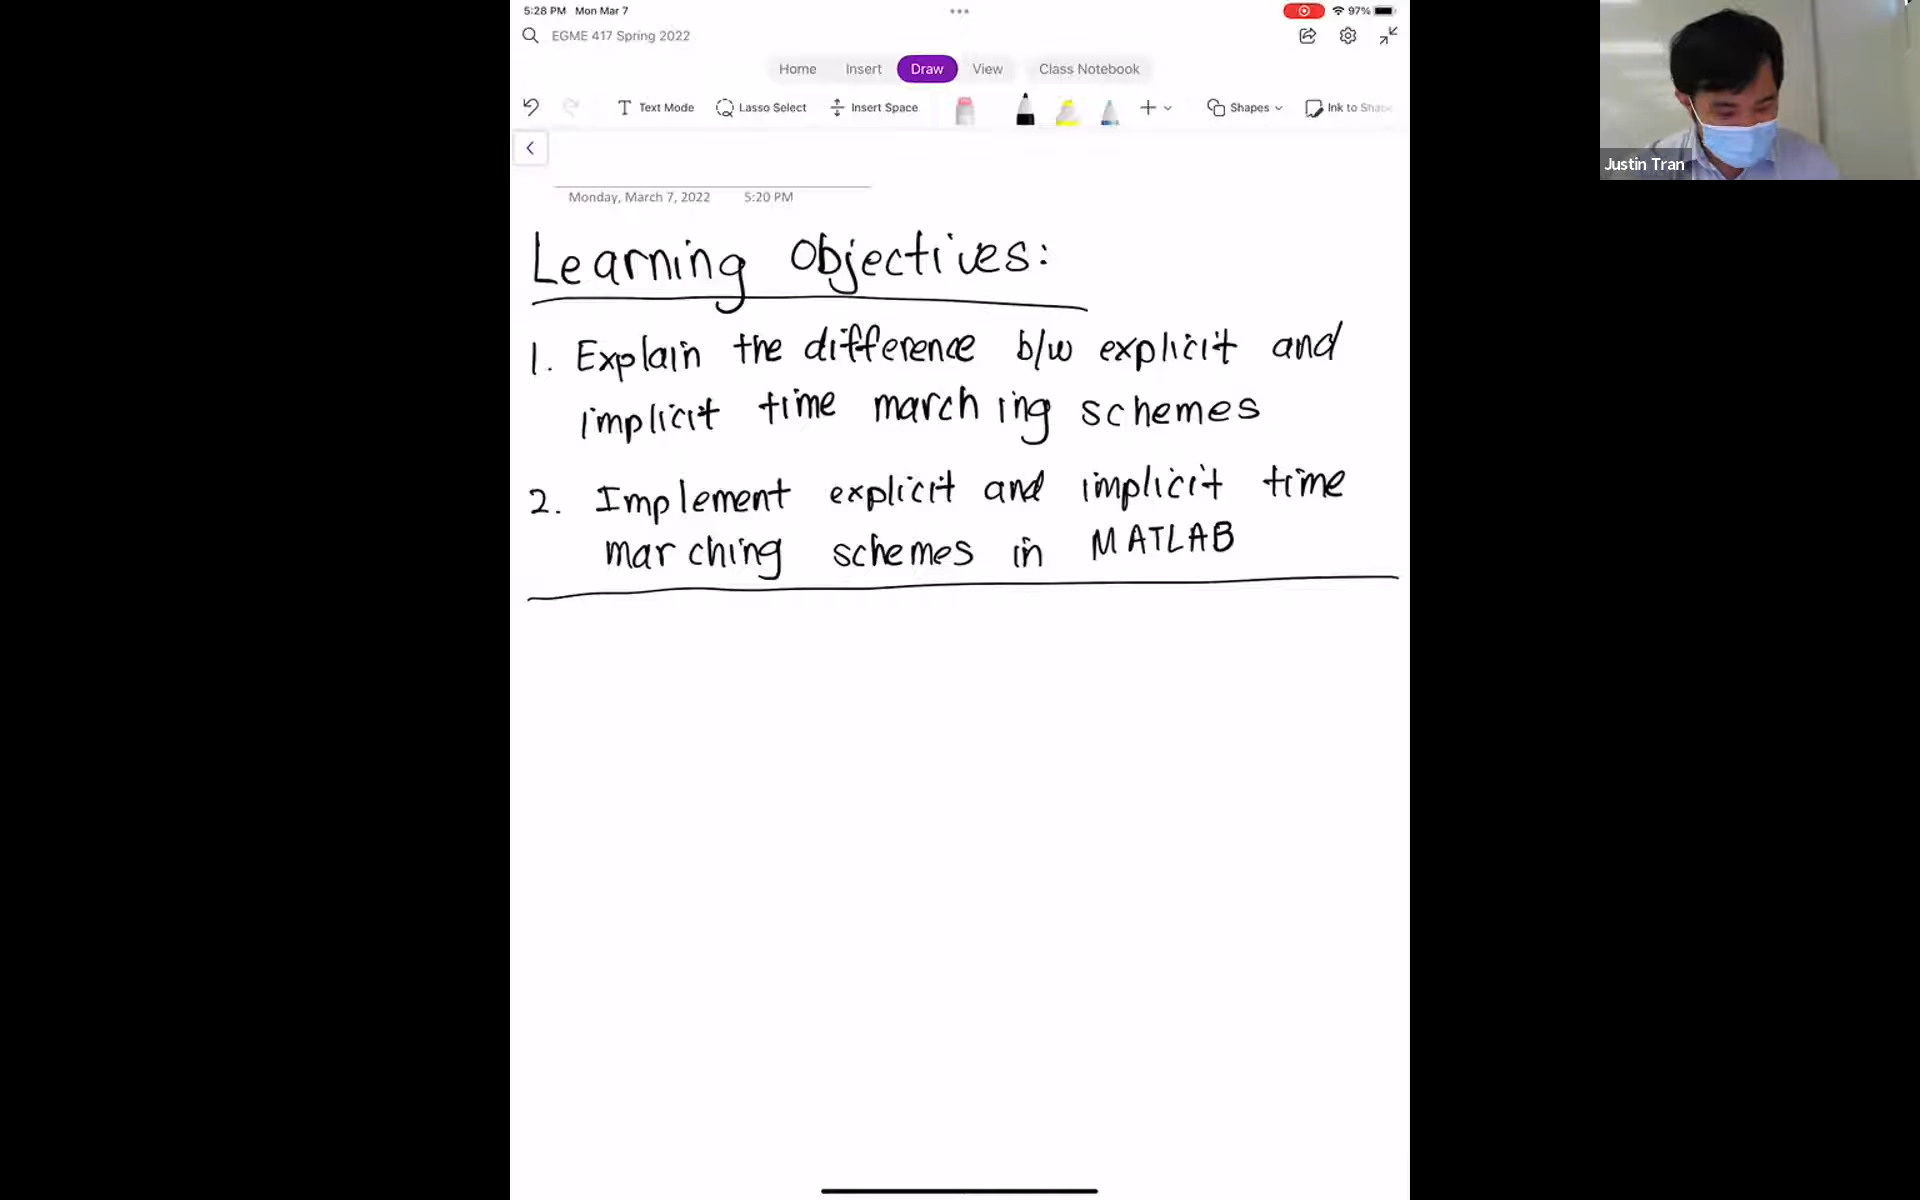 5:28 PM Mon Mar 7
97%
EGME 417 Spring 2022
Home Insert Draw View Class Notebook
Text Mode Lasso Select Insert Space Shapes Ink to Shape
Justin Tran
Monday, March 7, 2022 5:20 PM
Learning Objectives:
1. Explain the difference b/w explicit and
implicit time marching schemes
2. Implement explicit and implicit time
marching schemes in MATLAB